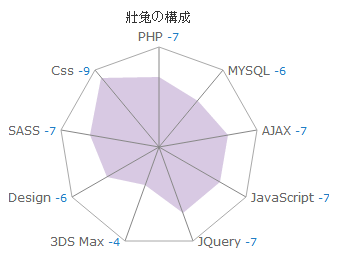 壯兔の構成
PHP -7
MYSQL -6
AJAX -7
JavaScript -7
JQuery -7
3DS Max -4
Design -6
SASS -7
Css -9